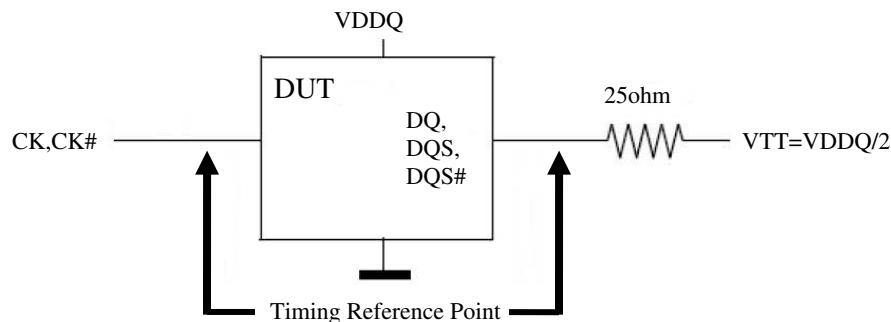 VDDQ
DUT
25ohm
CK,CK#
DQ,
DQS,
DQS#
VTT=VDDQ/2
Timing Reference Point